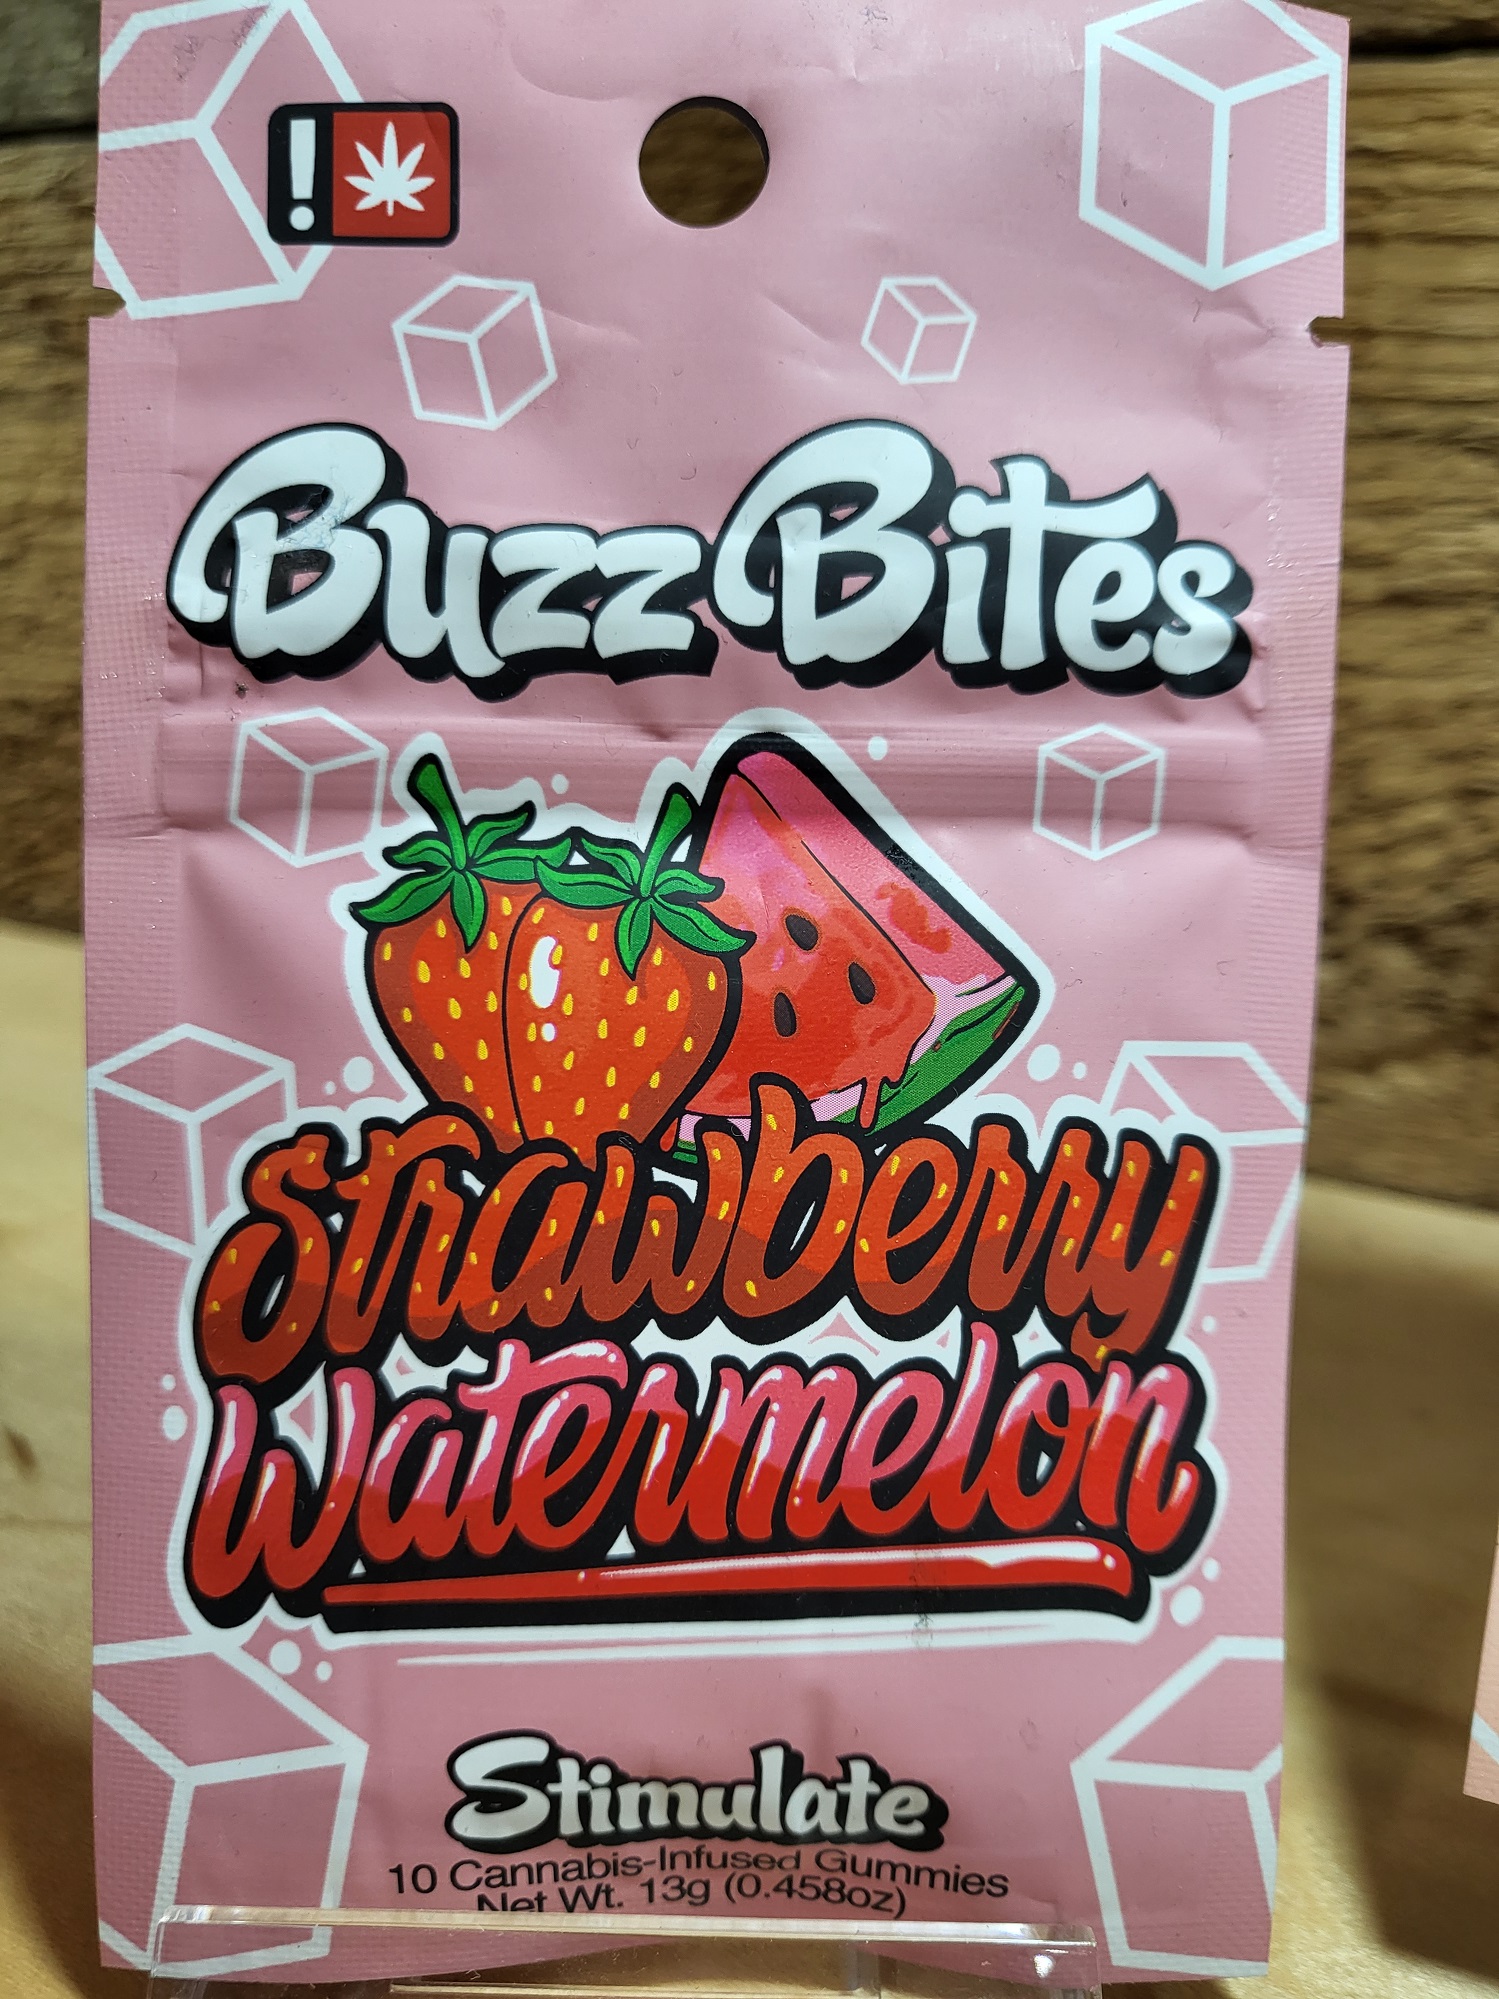 !
Buzz Bites
Strawberry
Watermelon
Stimulate
10 Cannabis-Infused Gummies
Net Wt. 13g (0.458oz)